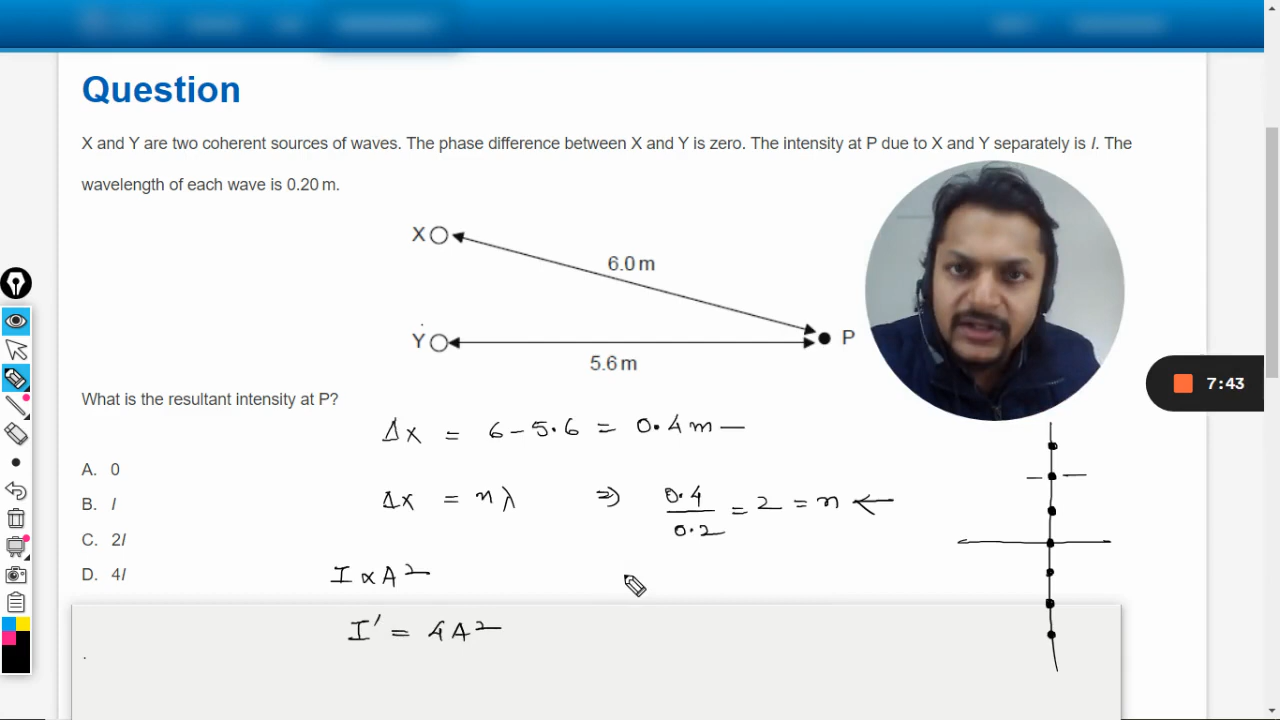 Question
X and Y are two coherent sources of waves. The phase difference between X and Y is zero. The intensity at P due to X and Y separately is I. The
wavelength of each wave is 0.20 m.
X
6.0 m
Y
P
5.6 m
7:43
What is the resultant intensity at P?
Δx = 6 - 5.6 = 0.4 m —
A. 0
Δx = nλ ⇒ 0.4/0.2 = 2 = n ←
B. I
C. 2I
D. 4I
I ∝ A²
I' = 4A²